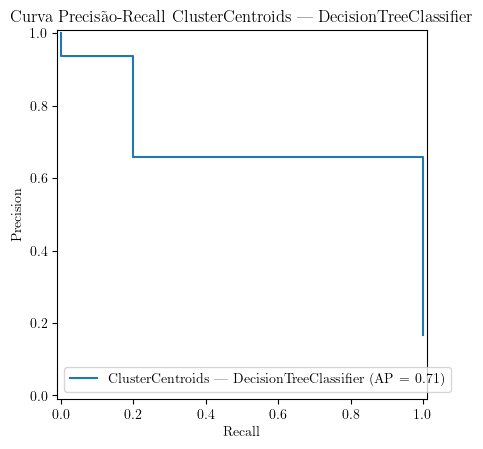 Curva Precisão-Recall ClusterCentroids — DecisionTreeClassifier
1.0
0.8
0.6
0.4
0.2
0.0
Precision
ClusterCentroids — DecisionTreeClassifier (AP = 0.71)
0.0 0.2 0.4 0.6 0.8 1.0
Recall